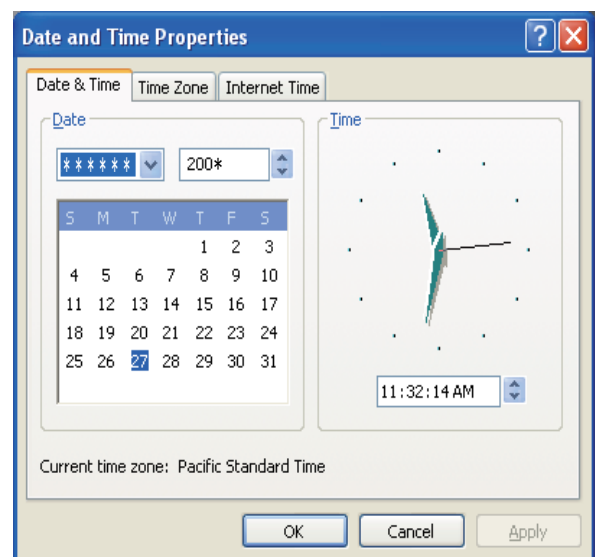 Date and Time Properties
Date & Time Time Zone Internet Time
Date
Time
****** 200*
S M T W T F S
1 2 3
4 5 6 7 8 9 10
11 12 13 14 15 16 17
18 19 20 21 22 23 24
25 26 27 28 29 30 31
11:32:14 AM
Current time zone: Pacific Standard Time
OK Cancel Apply